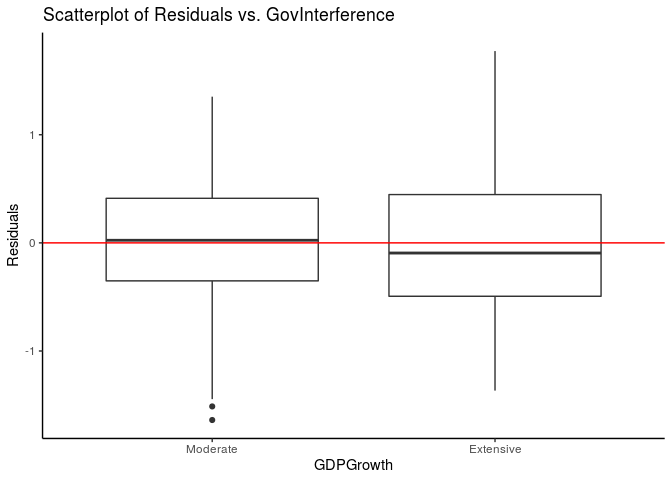 Scatterplot of Residuals vs. GovInterference
1
0
-1
Residuals
Moderate
Extensive
GDPGrowth